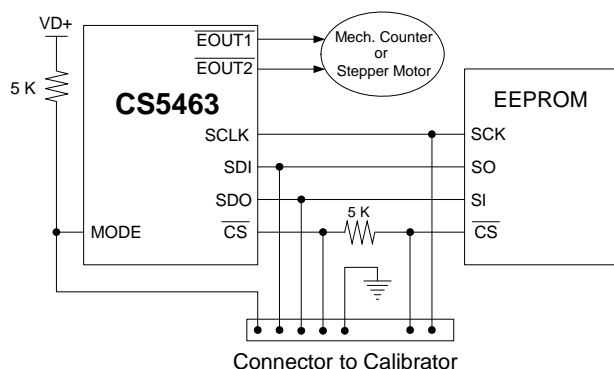 VD+
5 K
CS5463
EOUT1
EOUT2
SCLK
SDI
SDO
CS
MODE
Mech. Counter
or
Stepper Motor
5 K
EEPROM
SCK
SO
SI
CS
Connector to Calibrator